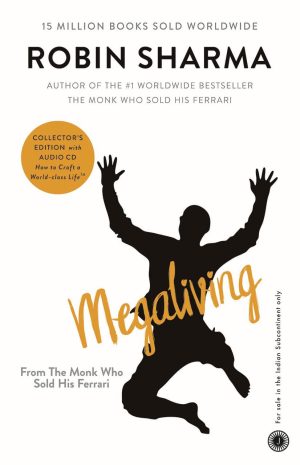 15 MILLION BOOKS SOLD WORLDWIDE
ROBIN SHARMA
AUTHOR OF THE #1 WORLDWIDE BESTSELLER
THE MONK WHO SOLD HIS FERRARI
COLLECTOR'S
EDITION with
AUDIO CD
How to Craft a
World-class Life™
Megaliving
From The Monk Who
Sold His Ferrari
For sale in the Indian Subcontinent only